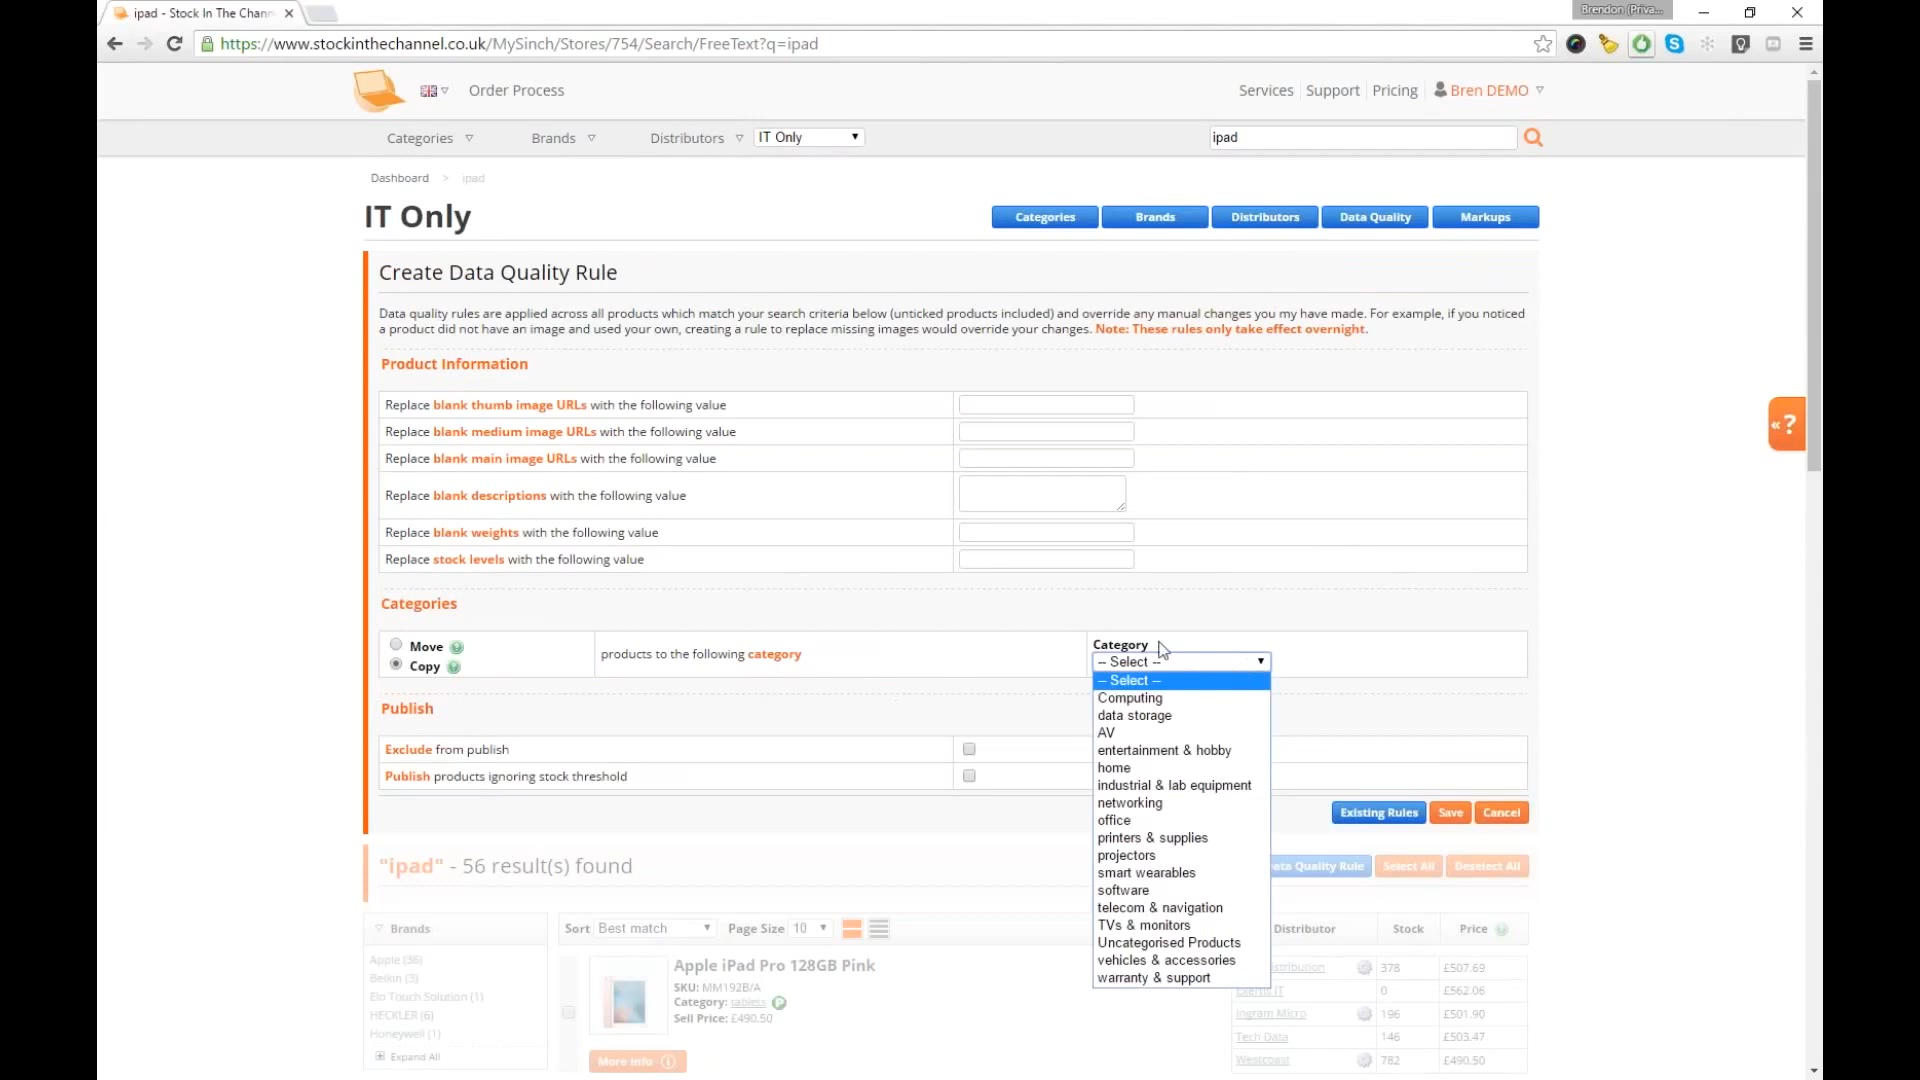 ipad - Stock In The Chann
Brendon (Priva...
https://www.stockinthechannel.co.uk/MySinch/Stores/754/Search/FreeText?q=ipad
Order Process
Services
Support
Pricing
Bren DEMO
Categories
Brands
Distributors
IT Only
ipad
Dashboard > ipad
IT Only
Categories
Brands
Distributors
Data Quality
Markups
Create Data Quality Rule
Data quality rules are applied across all products which match your search criteria below (unticked products included) and override any manual changes you my have made. For example, if you noticed
a product did not have an image and used your own, creating a rule to replace missing images would override your changes. Note: These rules only take effect overnight.
Product Information
Replace blank thumb image URLs with the following value
Replace blank medium image URLs with the following value
Replace blank main image URLs with the following value
Replace blank descriptions with the following value
Replace blank weights with the following value
Replace stock levels with the following value
«?
Categories
Move
Copy
products to the following category
Category
-- Select --
-- Select --
Computing
data storage
AV
entertainment & hobby
home
industrial & lab equipment
networking
office
printers & supplies
projectors
smart wearables
software
telecom & navigation
TVs & monitors
Uncategorised Products
vehicles & accessories
warranty & support
Publish
Exclude from publish
Publish products ignoring stock threshold
Existing Rules
Save
Cancel
"ipad" - 56 result(s) found
ata Quality Rule
Select All
Deselect All
Brands
Apple (36)
Belkin (3)
Elo Touch Solution (1)
HECKLER (6)
Honeywell (1)
Expand All
Sort Best match
Page Size 10
Apple iPad Pro 128GB Pink
SKU: MM192B/A
Category: tablets
Sell Price: £490.50
More Info
Distributor Stock Price
stribution 378 £507.69
Exertis IT 0 £562.06
Ingram Micro 196 £501.90
Tech Data 146 £503.47
Westcoast 782 £490.50